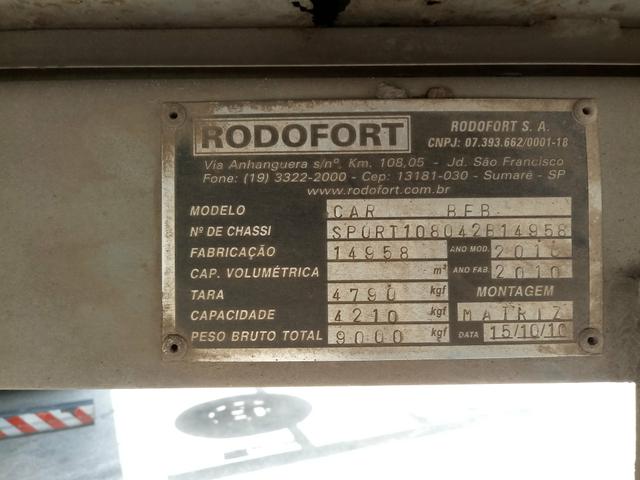 RODOFORT
RODOFORT S. A.
CNPJ: 07.393.662/0001-18
Via Anhanguera s/nº, Km. 108,05 - Jd. São Francisco
Fone: (19) 3322-2000 - Cep: 13181-030 - Sumaré - SP
www.rodofort.com.br
MODELO CAR BEB
Nº DE CHASSI SPORT108042B14958
FABRICAÇÃO 14958 ANO MOD. 2010
CAP. VOLUMÉTRICA m³ ANO FAB. 2010
TARA 4790 kgf MONTAGEM
CAPACIDADE 4210 kgf MATRIZ
PESO BRUTO TOTAL 9000 kgf DATA 15/10/10